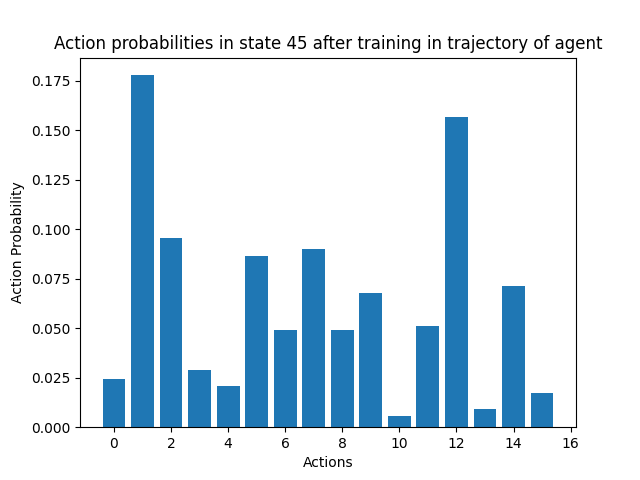 Action probabilities in state 45 after training in trajectory of agent
0.175
0.150
0.125
0.100
0.075
0.050
0.025
0.000
Action Probability
0 2 4 6 8 10 12 14 16
Actions